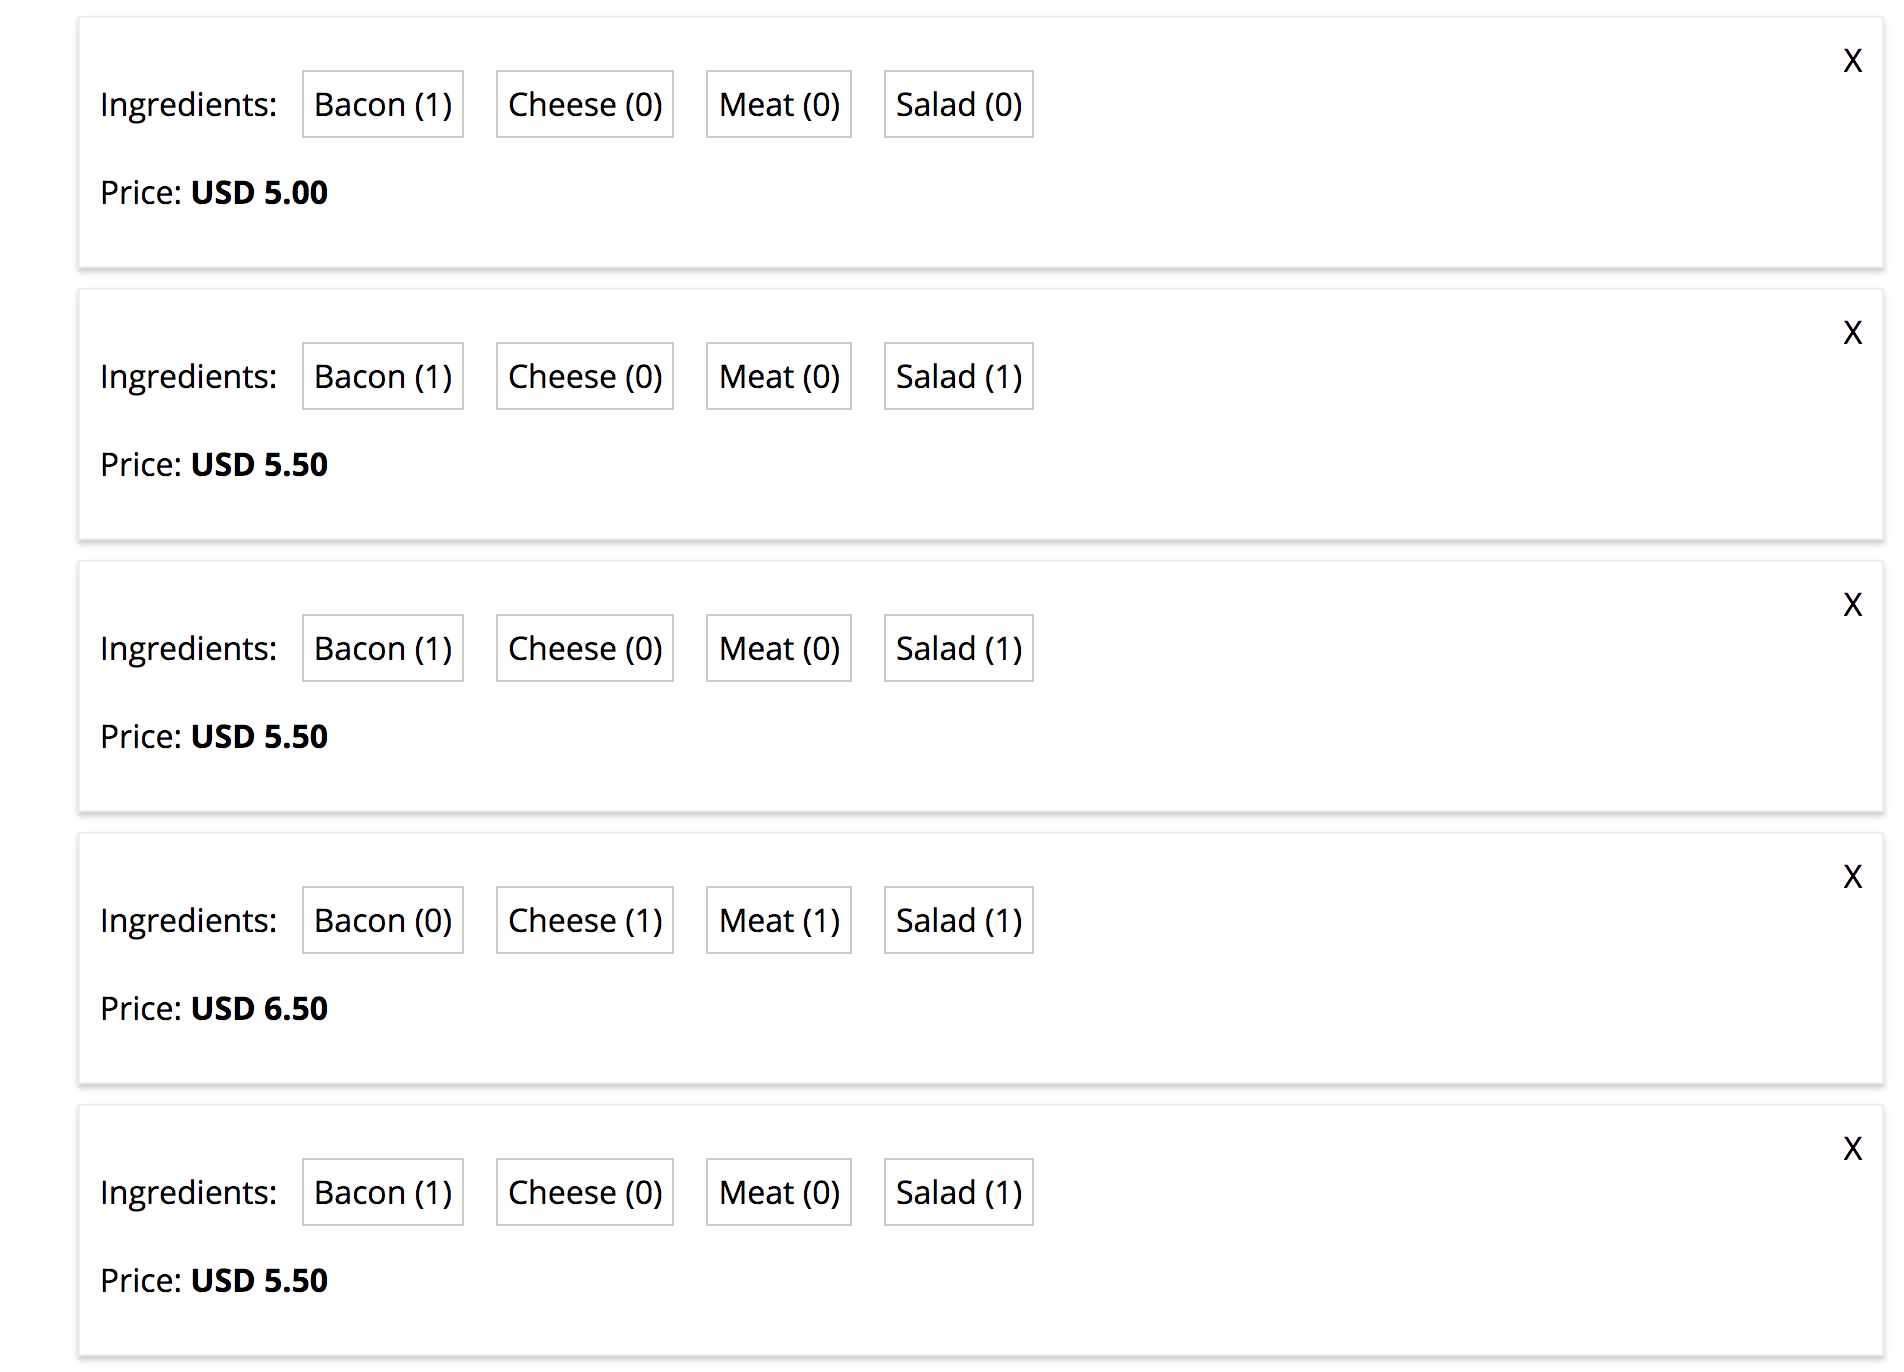 X
Ingredients: Bacon (1) Cheese (0) Meat (0) Salad (0)
Price: USD 5.00
X
Ingredients: Bacon (1) Cheese (0) Meat (0) Salad (1)
Price: USD 5.50
X
Ingredients: Bacon (1) Cheese (0) Meat (0) Salad (1)
Price: USD 5.50
X
Ingredients: Bacon (0) Cheese (1) Meat (1) Salad (1)
Price: USD 6.50
X
Ingredients: Bacon (1) Cheese (0) Meat (0) Salad (1)
Price: USD 5.50